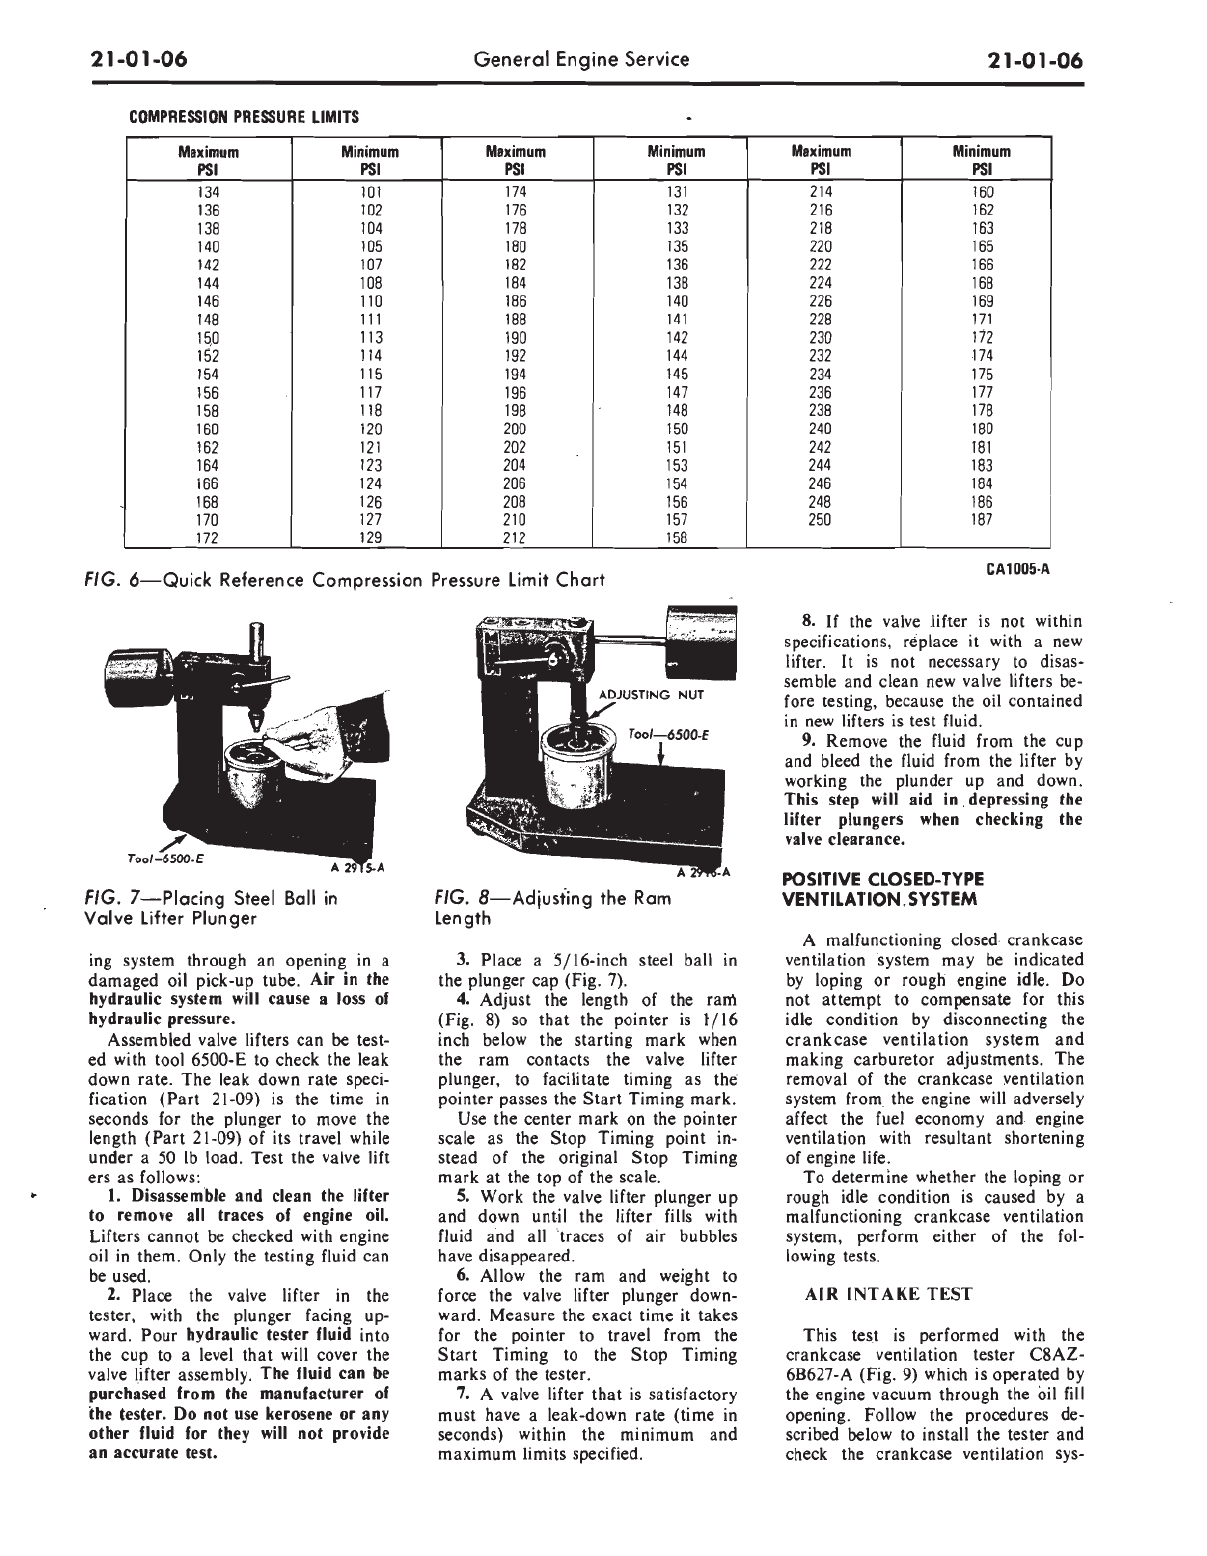 21-01-06 General Engine Service 21-01-06
COMPRESSION PRESSURE LIMITS
Maximum PSI Minimum PSI Maximum PSI Minimum PSI Maximum PSI Minimum PSI
134 101 174 131 214 160
136 102 176 132 216 162
138 104 178 133 218 163
140 105 180 135 220 165
142 107 182 136 222 166
144 108 184 138 224 168
146 110 186 140 226 169
148 111 188 141 228 171
150 113 190 142 230 172
152 114 192 144 232 174
154 115 194 145 234 175
156 117 196 147 236 177
158 118 198 148 238 178
160 120 200 150 240 180
162 121 202 151 242 181
164 123 204 153 244 183
166 124 206 154 246 184
168 126 208 156 248 186
170 127 210 157 250 187
172 129 212 158
CA1005-A
FIG. 6—Quick Reference Compression Pressure Limit Chart
Tool-6500-E
A 2915-A
FIG. 7—Placing Steel Ball in
Valve Lifter Plunger
ing system through an opening in a
damaged oil pick-up tube. Air in the
hydraulic system will cause a loss of
hydraulic pressure.
Assembled valve lifters can be test-
ed with tool 6500-E to check the leak
down rate. The leak down rate speci-
fication (Part 21-09) is the time in
seconds for the plunger to move the
length (Part 21-09) of its travel while
under a 50 lb load. Test the valve lift
ers as follows:
1. Disassemble and clean the lifter
to remove all traces of engine oil.
Lifters cannot be checked with engine
oil in them. Only the testing fluid can
be used.
2. Place the valve lifter in the
tester, with the plunger facing up-
ward. Pour hydraulic tester fluid into
the cup to a level that will cover the
valve lifter assembly. The fluid can be
purchased from the manufacturer of
the tester. Do not use kerosene or any
other fluid for they will not provide
an accurate test.
ADJUSTING NUT
Tool—6500-E
A 2916-A
FIG. 8—Adjusting the Ram
Length
3. Place a 5/16-inch steel ball in
the plunger cap (Fig. 7).
4. Adjust the length of the ram
(Fig. 8) so that the pointer is 1/16
inch below the starting mark when
the ram contacts the valve lifter
plunger, to facilitate timing as the
pointer passes the Start Timing mark.
Use the center mark on the pointer
scale as the Stop Timing point in-
stead of the original Stop Timing
mark at the top of the scale.
5. Work the valve lifter plunger up
and down until the lifter fills with
fluid and all traces of air bubbles
have disappeared.
6. Allow the ram and weight to
force the valve lifter plunger down-
ward. Measure the exact time it takes
for the pointer to travel from the
Start Timing to the Stop Timing
marks of the tester.
7. A valve lifter that is satisfactory
must have a leak-down rate (time in
seconds) within the minimum and
maximum limits specified.
8. If the valve lifter is not within
specifications, replace it with a new
lifter. It is not necessary to disas-
semble and clean new valve lifters be-
fore testing, because the oil contained
in new lifters is test fluid.
9. Remove the fluid from the cup
and bleed the fluid from the lifter by
working the plunder up and down.
This step will aid in depressing the
lifter plungers when checking the
valve clearance.
POSITIVE CLOSED-TYPE
VENTILATION SYSTEM
A malfunctioning closed crankcase
ventilation system may be indicated
by loping or rough engine idle. Do
not attempt to compensate for this
idle condition by disconnecting the
crankcase ventilation system and
making carburetor adjustments. The
removal of the crankcase ventilation
system from the engine will adversely
affect the fuel economy and engine
ventilation with resultant shortening
of engine life.
To determine whether the loping or
rough idle condition is caused by a
malfunctioning crankcase ventilation
system, perform either of the fol-
lowing tests.
AIR INTAKE TEST
This test is performed with the
crankcase ventilation tester C8AZ-
6B627-A (Fig. 9) which is operated by
the engine vacuum through the oil fill
opening. Follow the procedures de-
scribed below to install the tester and
check the crankcase ventilation sys-